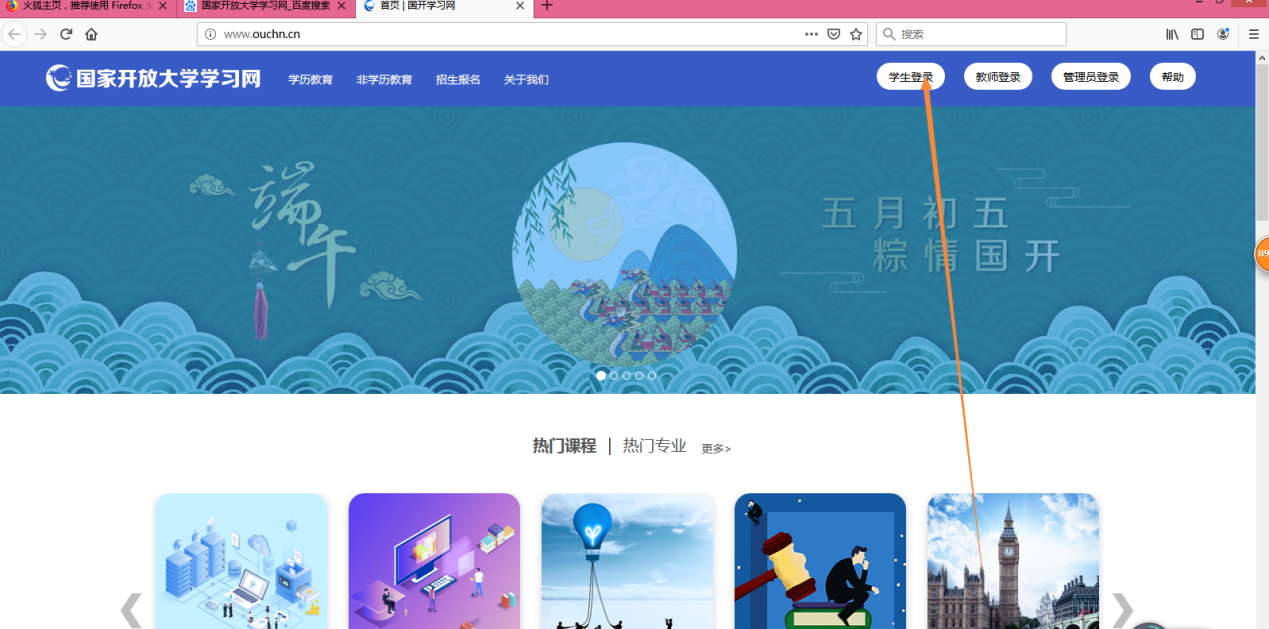 火狐主页，推荐使用 Firefox
国家开放大学学习网_百度搜索
首页 | 国开学习网
www.ouchn.cn
搜索
国家开放大学学习网
学历教育
非学历教育
招生报名
关于我们
学生登录
教师登录
管理员登录
帮助
端午
五月初五
粽情国开
89
热门课程 | 热门专业 更多>